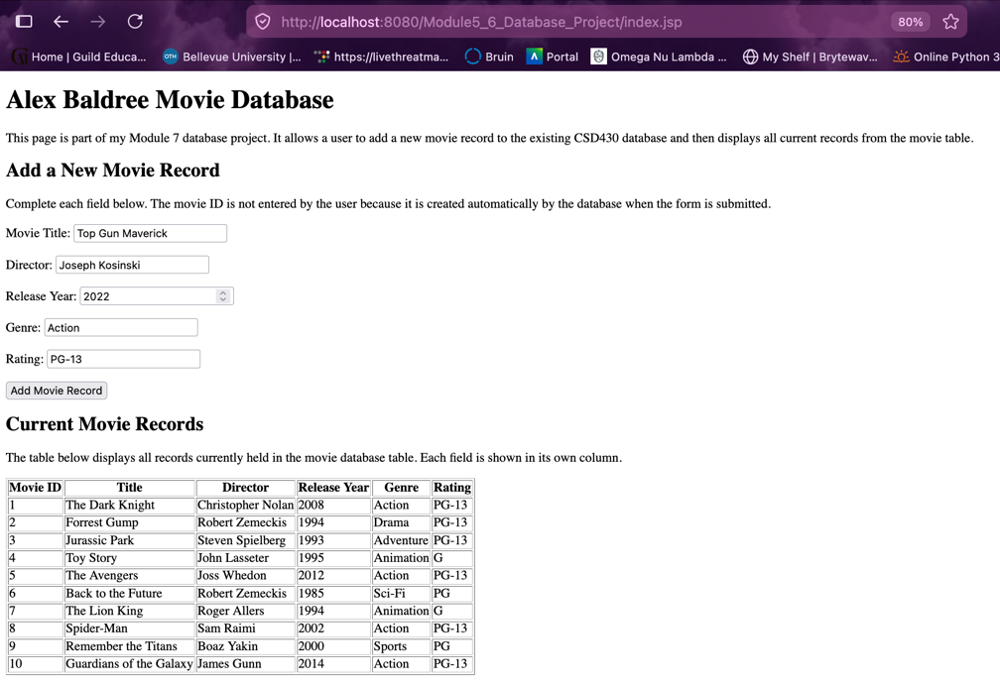 http://localhost:8080/Module5_6_Database_Project/index.jsp 80%
Home | Guild Educa... OTH Bellevue University |... https://livethreatma... Bruin Portal Omega Nu Lambda ... My Shelf | Brytewav... Online Python 3
Alex Baldree Movie Database
This page is part of my Module 7 database project. It allows a user to add a new movie record to the existing CSD430 database and then displays all current records from the movie table.
Add a New Movie Record
Complete each field below. The movie ID is not entered by the user because it is created automatically by the database when the form is submitted.
Movie Title: Top Gun Maverick
Director: Joseph Kosinski
Release Year: 2022
Genre: Action
Rating: PG-13
Add Movie Record
Current Movie Records
The table below displays all records currently held in the movie database table. Each field is shown in its own column.
Movie ID Title Director Release Year Genre Rating
1 The Dark Knight Christopher Nolan 2008 Action PG-13
2 Forrest Gump Robert Zemeckis 1994 Drama PG-13
3 Jurassic Park Steven Spielberg 1993 Adventure PG-13
4 Toy Story John Lasseter 1995 Animation G
5 The Avengers Joss Whedon 2012 Action PG-13
6 Back to the Future Robert Zemeckis 1985 Sci-Fi PG
7 The Lion King Roger Allers 1994 Animation G
8 Spider-Man Sam Raimi 2002 Action PG-13
9 Remember the Titans Boaz Yakin 2000 Sports PG
10 Guardians of the Galaxy James Gunn 2014 Action PG-13